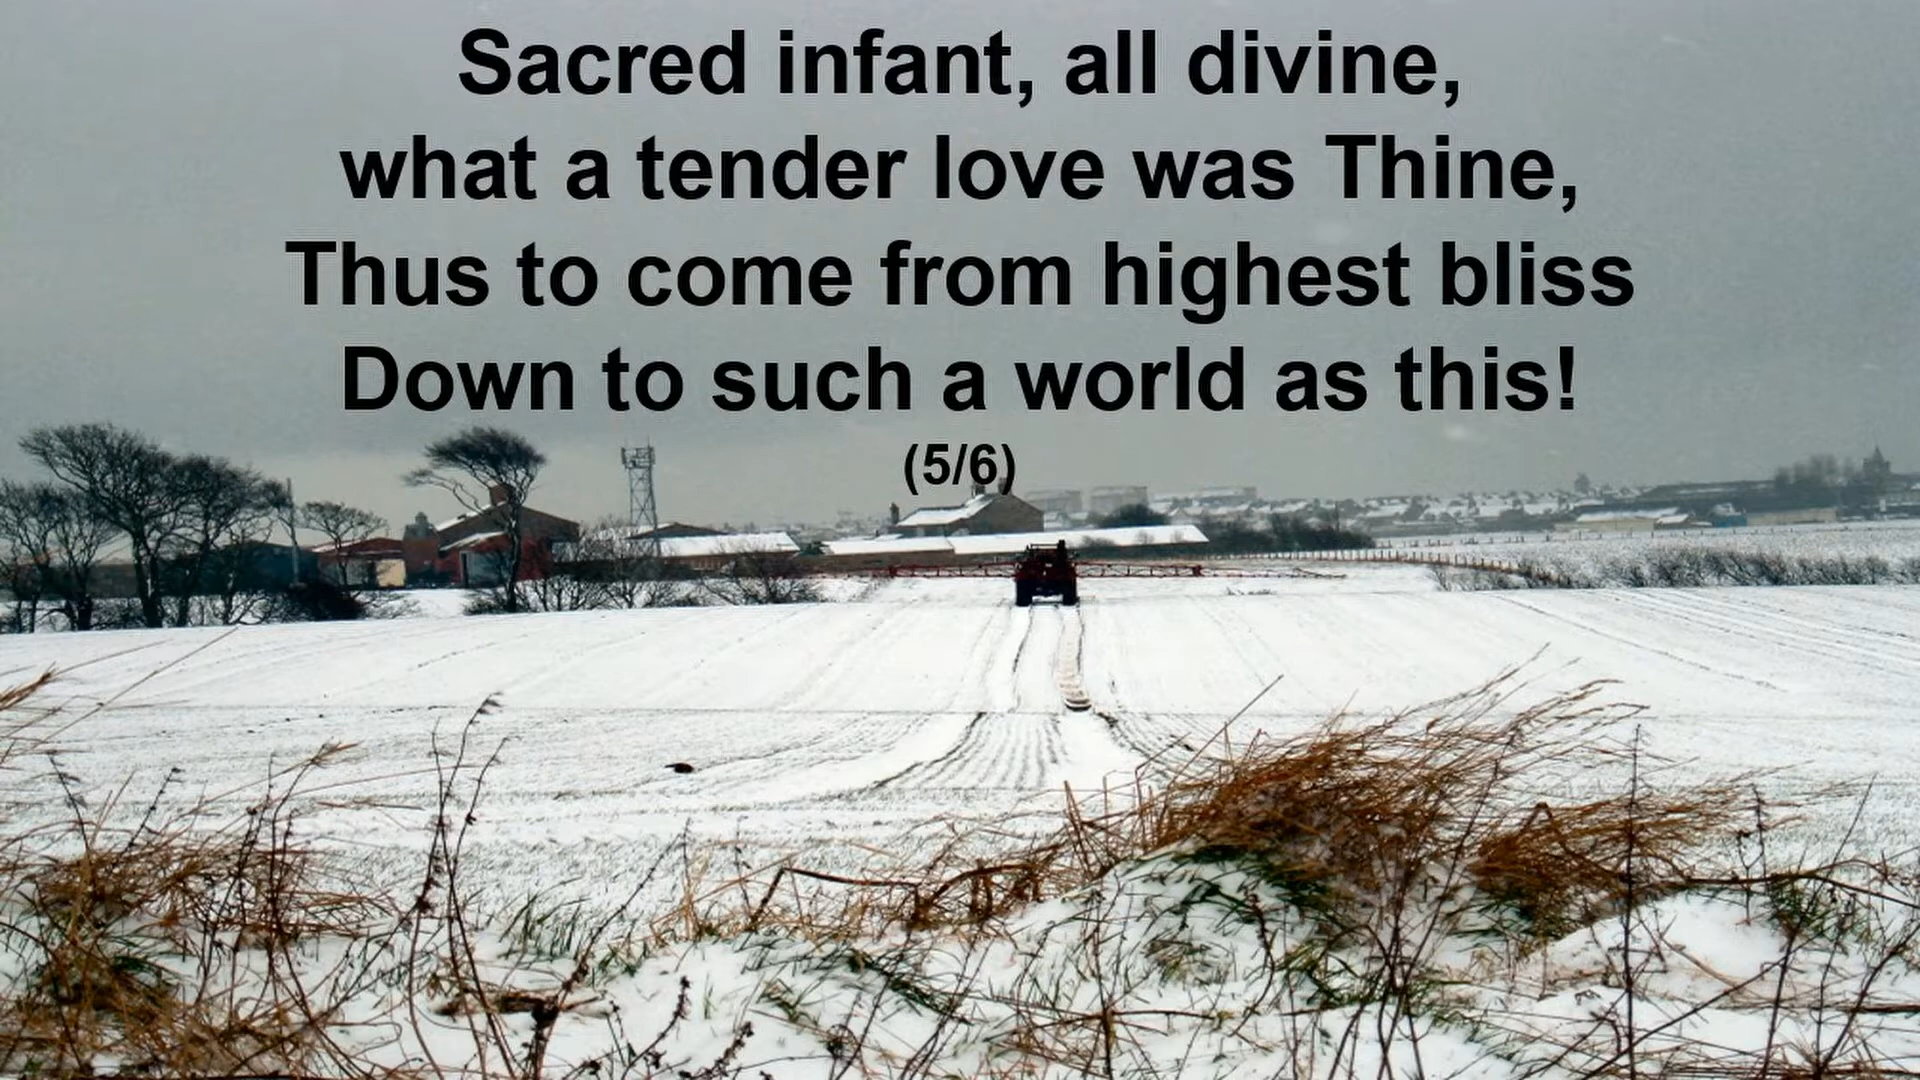 Sacred infant, all divine,
what a tender love was Thine,
Thus to come from highest bliss
Down to such a world as this!
(5/6)